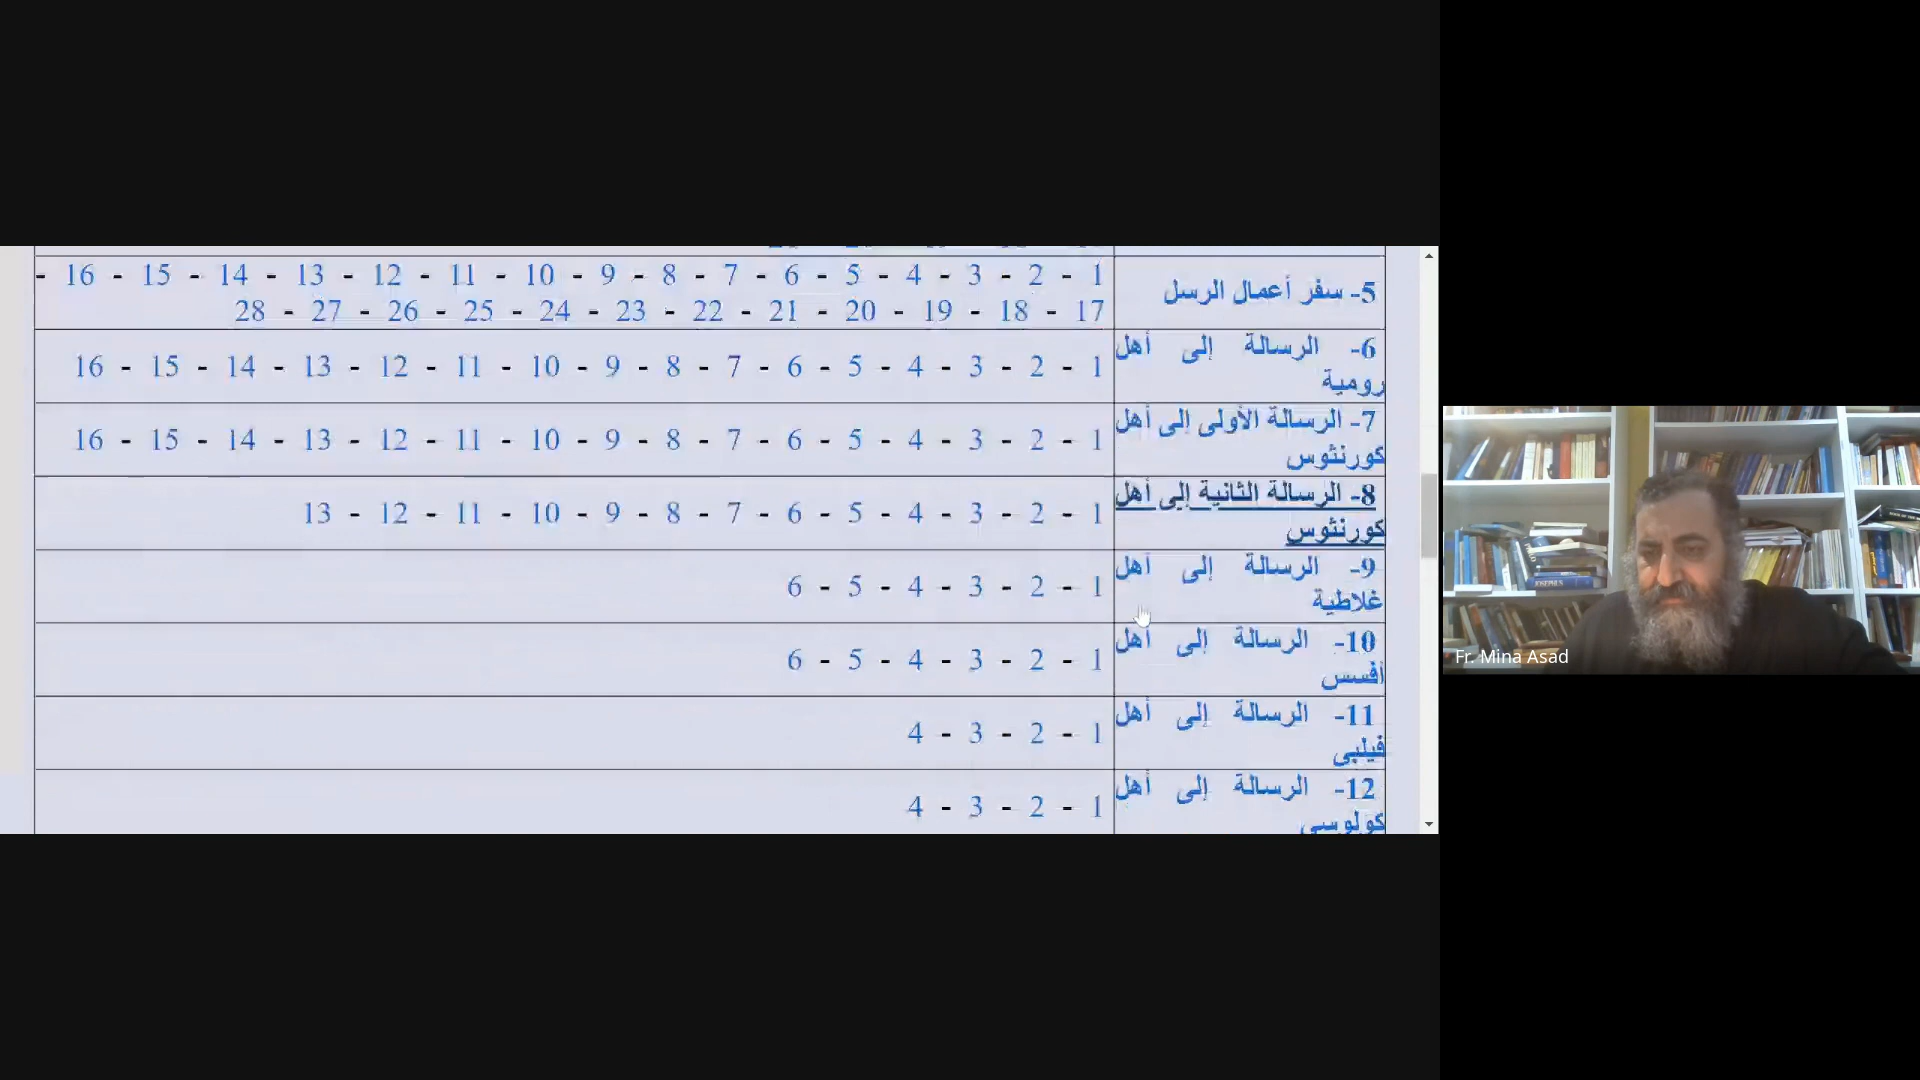 5- سفر أعمال الرسل
1 - 2 - 3 - 4 - 5 - 6 - 7 - 8 - 9 - 10 - 11 - 12 - 13 - 14 - 15 - 16 -
17 - 18 - 19 - 20 - 21 - 22 - 23 - 24 - 25 - 26 - 27 - 28
6- الرسالة إلى أهل
رومية
1 - 2 - 3 - 4 - 5 - 6 - 7 - 8 - 9 - 10 - 11 - 12 - 13 - 14 - 15 - 16
7- الرسالة الأولى إلى أهل
كورنثوس
1 - 2 - 3 - 4 - 5 - 6 - 7 - 8 - 9 - 10 - 11 - 12 - 13 - 14 - 15 - 16
8- الرسالة الثانية إلى أهل
كورنثوس
1 - 2 - 3 - 4 - 5 - 6 - 7 - 8 - 9 - 10 - 11 - 12 - 13
9- الرسالة إلى أهل
غلاطية
1 - 2 - 3 - 4 - 5 - 6
10- الرسالة إلى أهل
أفسس
1 - 2 - 3 - 4 - 5 - 6
11- الرسالة إلى أهل
فيلبي
1 - 2 - 3 - 4
12- الرسالة إلى أهل
كولوسي
1 - 2 - 3 - 4
Fr. Mina Asad